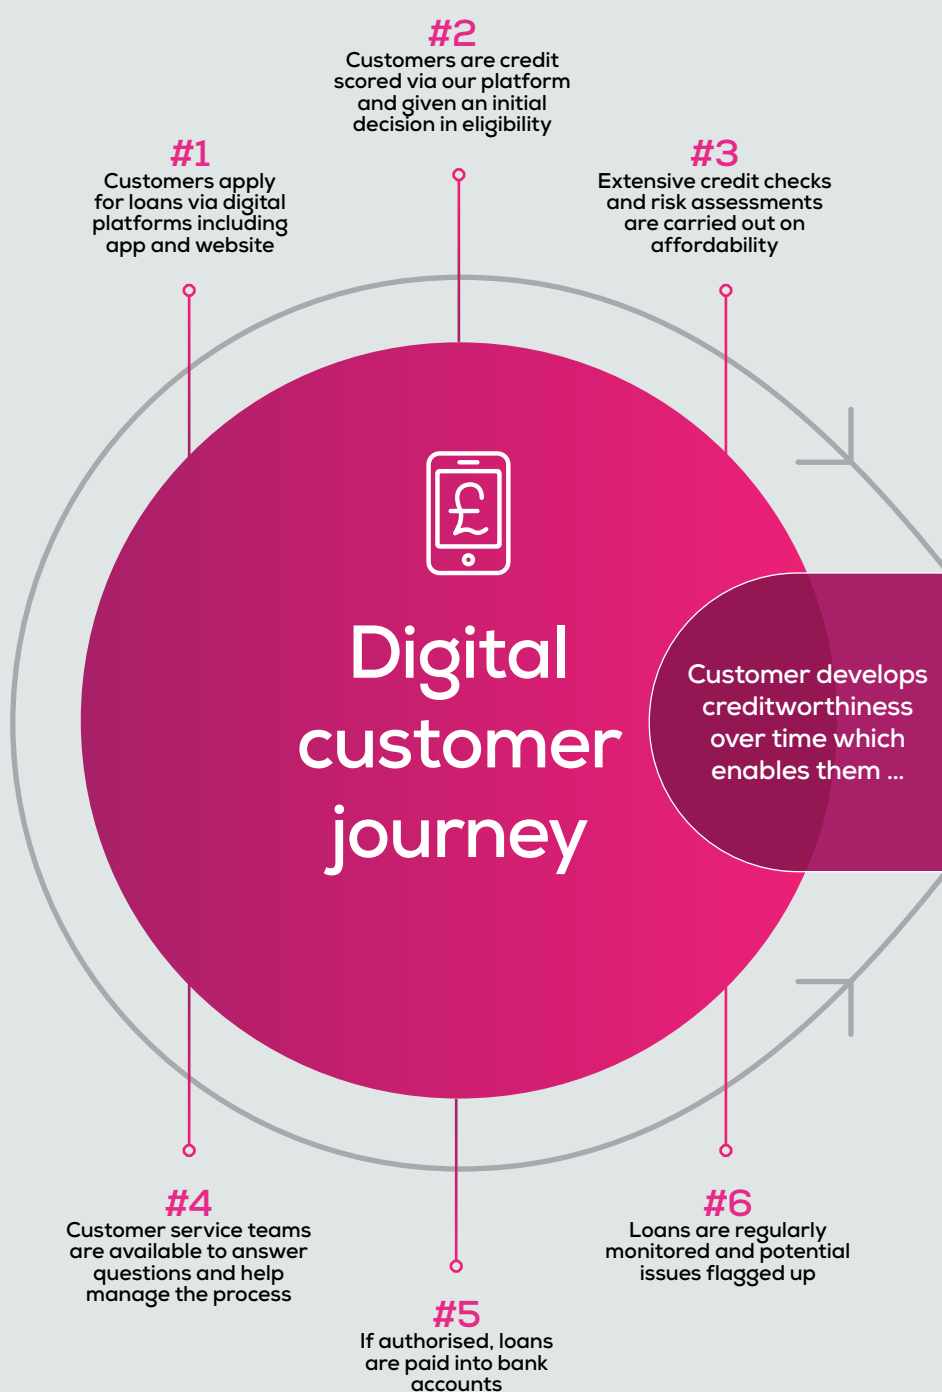 #1
Customers apply
for loans via digital
platforms including
app and website
#2
Customers are credit
scored via our platform
and given an initial
decision in eligibility
#3
Extensive credit checks
and risk assessments
are carried out on
affordability
£
Digital
customer
journey
Customer develops
creditworthiness
over time which
enables them ...
#4
Customer service teams
are available to answer
questions and help
manage the process
#5
If authorised, loans
are paid into bank
accounts
#6
Loans are regularly
monitored and potential
issues flagged up